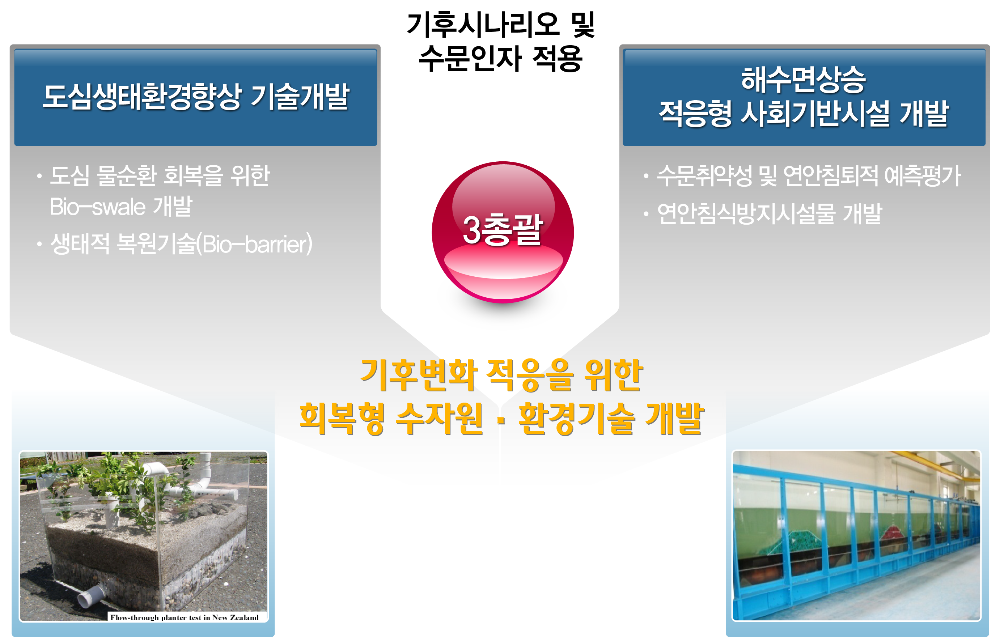 기후시나리오 및
수문인자 적용
도심생태환경향상 기술개발
• 도심 물순환 회복을 위한
Bio-swale 개발
• 생태적 복원기술(Bio-barrier)
3총괄
해수면상승
적응형 사회기반시설 개발
• 수문취약성 및 연안침퇴적 예측평가
• 연안침식방지시설물 개발
기후변화 적응을 위한
회복형 수자원 · 환경기술 개발
Flow-through planter test in New Zealand